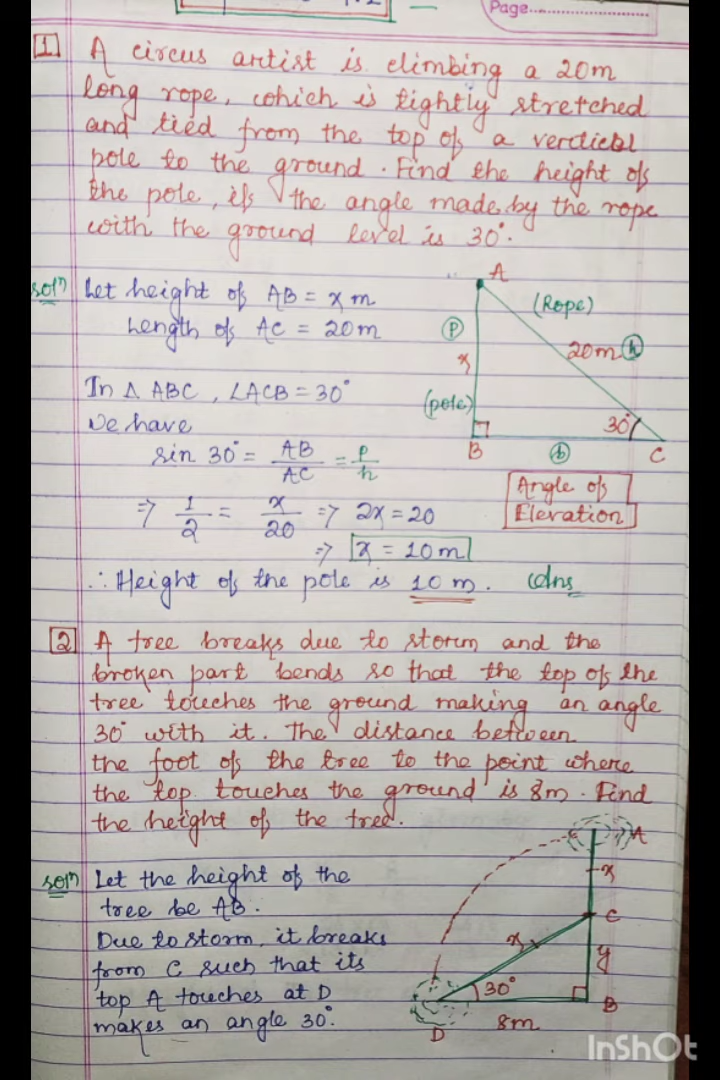 Page
1 A circus artist is climbing a 20m
long rope, which is tightly stretched
and tied from the top of a verticel
pole to the ground. Find the height of
the pole, if the angle made by the rope
with the ground level is 30°.
solⁿ Let height of AB = x m
Length of AC = 20m
In △ ABC, ∠ACB = 30°
We have
sin 30° = AB/AC = P/h
⇒ 1/2 = x/20 ⇒ 2x = 20
⇒ x = 10m
∴ Height of the pole is 10 m. Ans
A
(Rope)
P
20m h
x
(pole)
30°
B b C
Angle of
Elevation
2 A tree breaks due to storm and the
broken part bends so that the top of the
tree touches the ground making an angle
30° with it. The distance between
the foot of the tree to the point where
the top touches the ground is 8m. Find
the height of the tree.
solⁿ Let the height of the
tree be AB.
Due to storm, it breaks
from C such that its
top A touches at D
makes an angle 30°.
A
x
C
x
y
30°
B
D 8m
InShOt